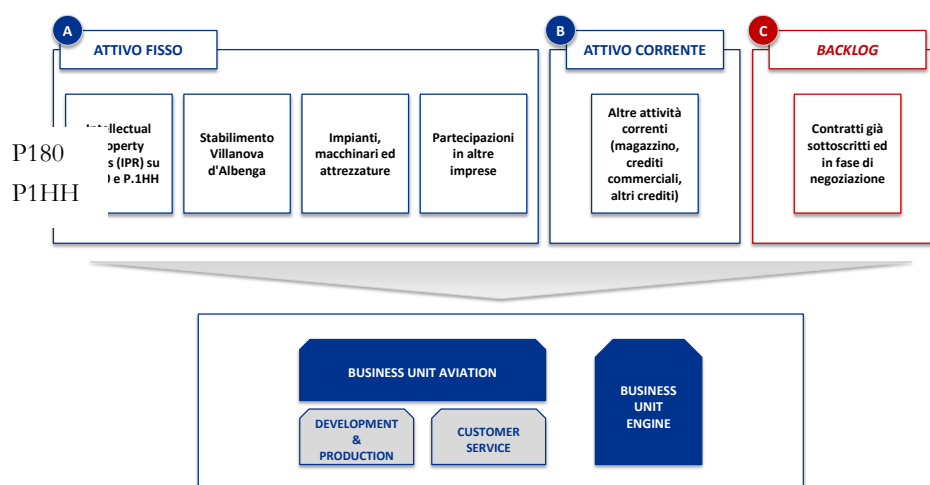 A
ATTIVO FISSO
B
ATTIVO CORRENTE
C
BACKLOG
P180
P1HH
Intellectual
(IPR) su
e P.1HH
Stabilimento
Villanova
d'Albenga
Impianti,
macchinari ed
attrezzature
Partecipazioni
in altre
imprese
Altre attività
correnti
(magazzino,
crediti
commerciali,
altri crediti)
Contratti già
sottoscritti ed
in fase di
negoziazione
BUSINESS UNIT AVIATION
DEVELOPMENT
&
PRODUCTION
CUSTOMER
SERVICE
BUSINESS
UNIT
ENGINE